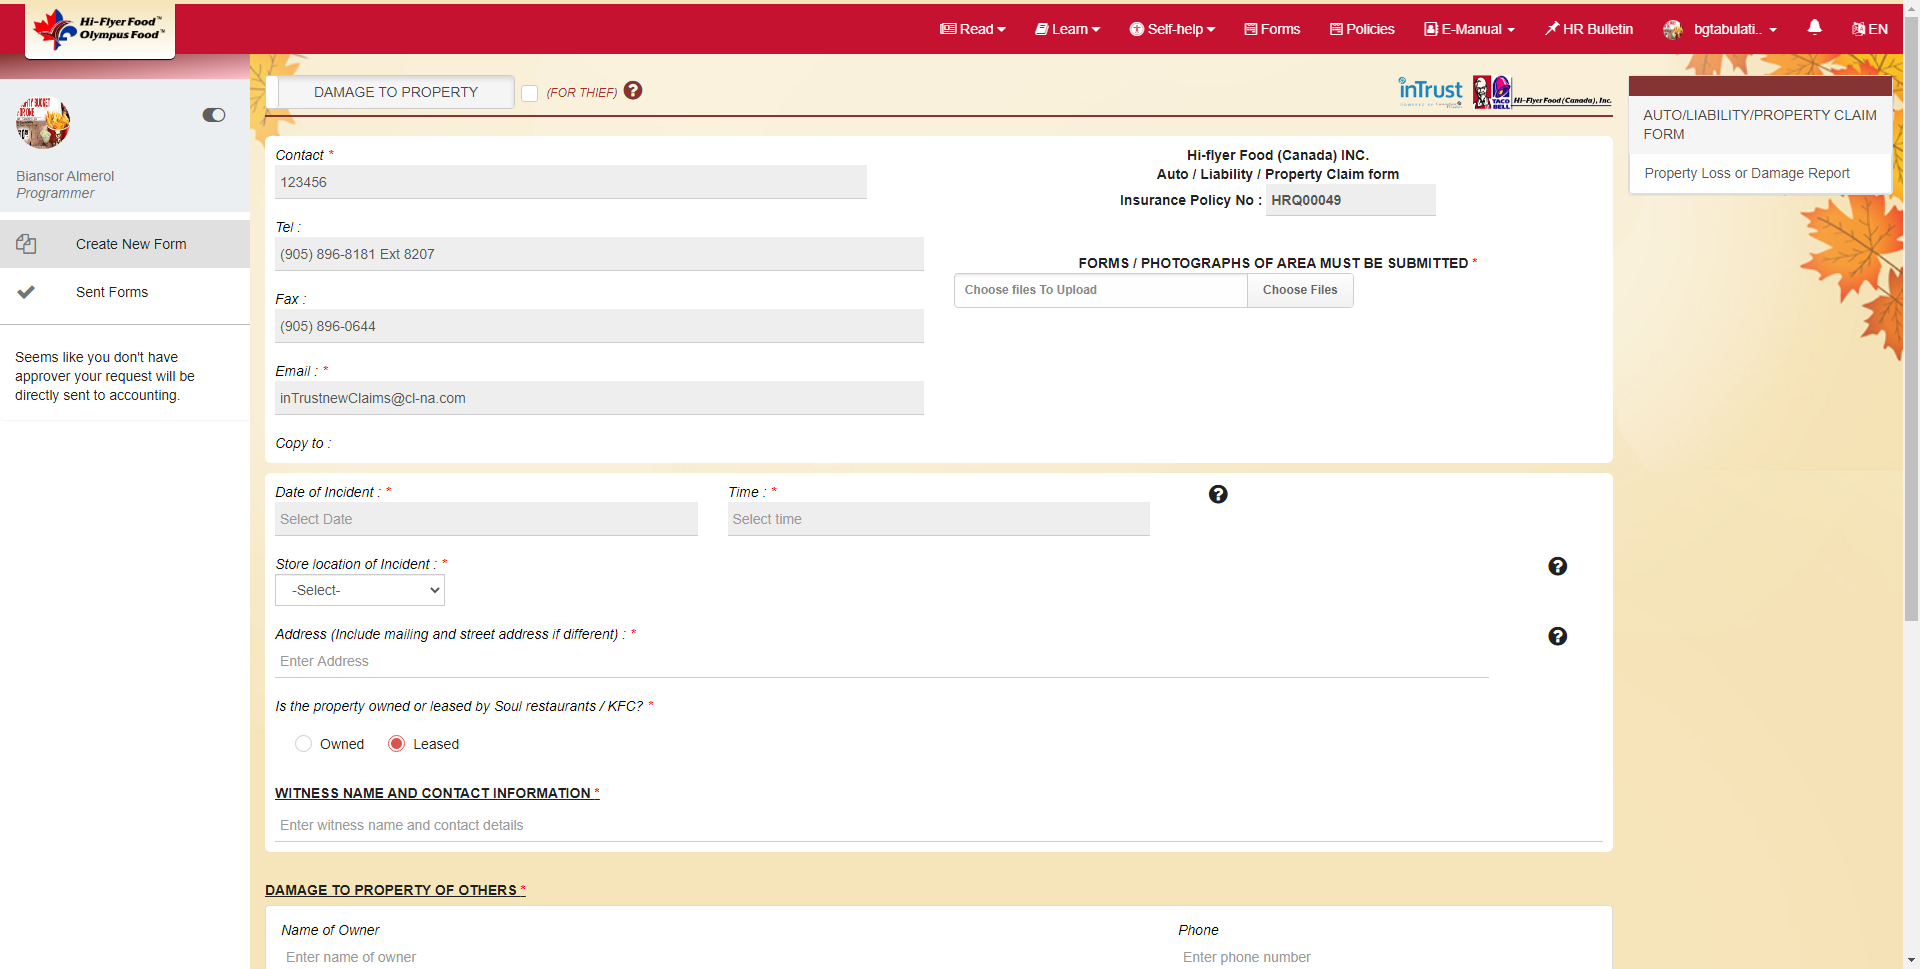 Hi-Flyer Food™
Olympus Food™
Read
Learn
Self-help
Forms
Policies
E-Manual
HR Bulletin
bgtabulati..
EN
Biansor Almerol
Programmer
Create New Form
Sent Forms
Seems like you don't have
approver your request will be
directly sent to accounting.
DAMAGE TO PROPERTY
(FOR THIEF)
inTrust
KFC
TACO
BELL
Hi-Flyer Food (Canada), Inc.
Contact *
123456
Tel :
(905) 896-8181 Ext 8207
Fax :
(905) 896-0644
Email : *
inTrustnewClaims@cl-na.com
Copy to :
Hi-flyer Food (Canada) INC.
Auto / Liability / Property Claim form
Insurance Policy No : HRQ00049
FORMS / PHOTOGRAPHS OF AREA MUST BE SUBMITTED *
Choose files To Upload
Choose Files
Date of Incident : *
Select Date
Time : *
Select time
Store location of Incident : *
-Select-
Address (Include mailing and street address if different) : *
Enter Address
Is the property owned or leased by Soul restaurants / KFC? *
Owned
Leased
WITNESS NAME AND CONTACT INFORMATION *
Enter witness name and contact details
DAMAGE TO PROPERTY OF OTHERS *
Name of Owner
Enter name of owner
Phone
Enter phone number
AUTO/LIABILITY/PROPERTY CLAIM
FORM
Property Loss or Damage Report